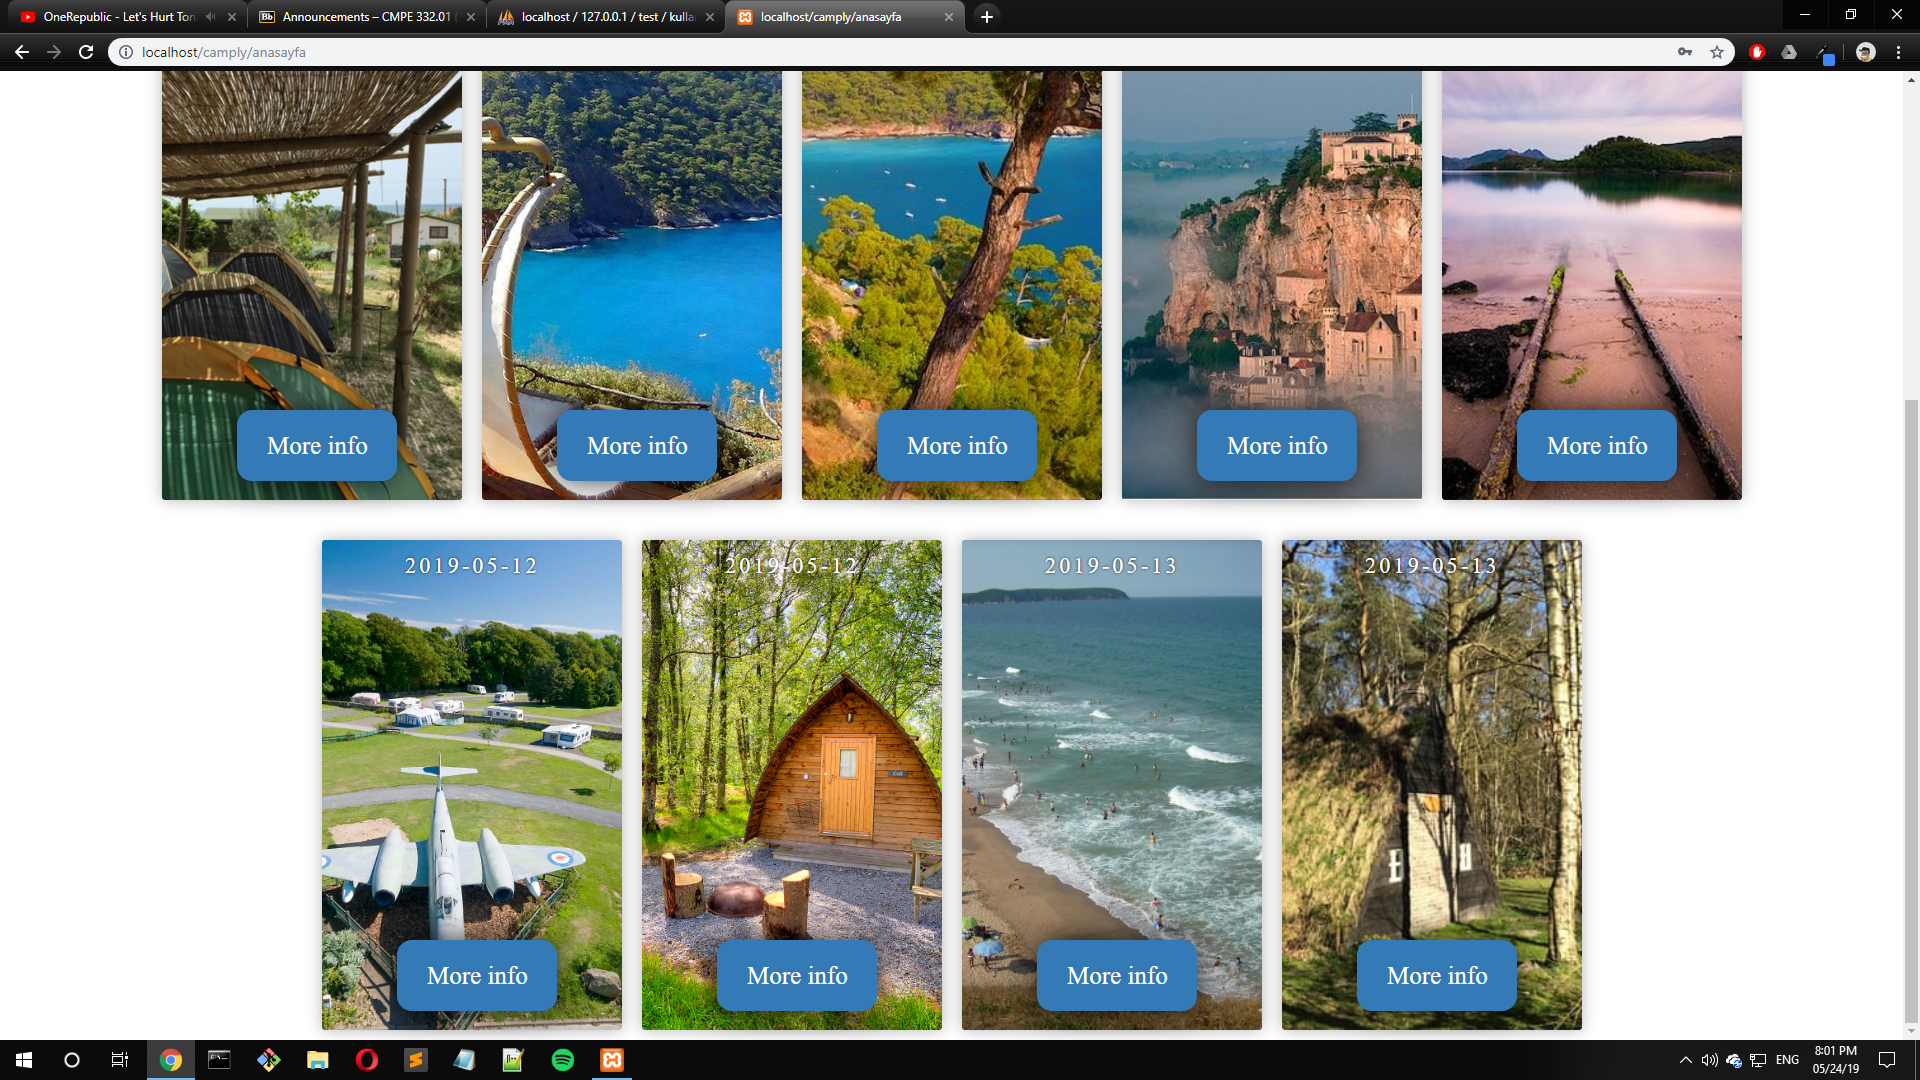 OneRepublic - Let's Hurt Ton
Bb Announcements – CMPE 332.01 (
localhost / 127.0.0.1 / test / kulla
localhost/camply/anasayfa
localhost/camply/anasayfa
More info
More info
More info
More info
More info
2019-05-12
2019-05-12
2019-05-13
2019-05-13
More info
More info
More info
More info
ENG
8:01 PM
05/24/19